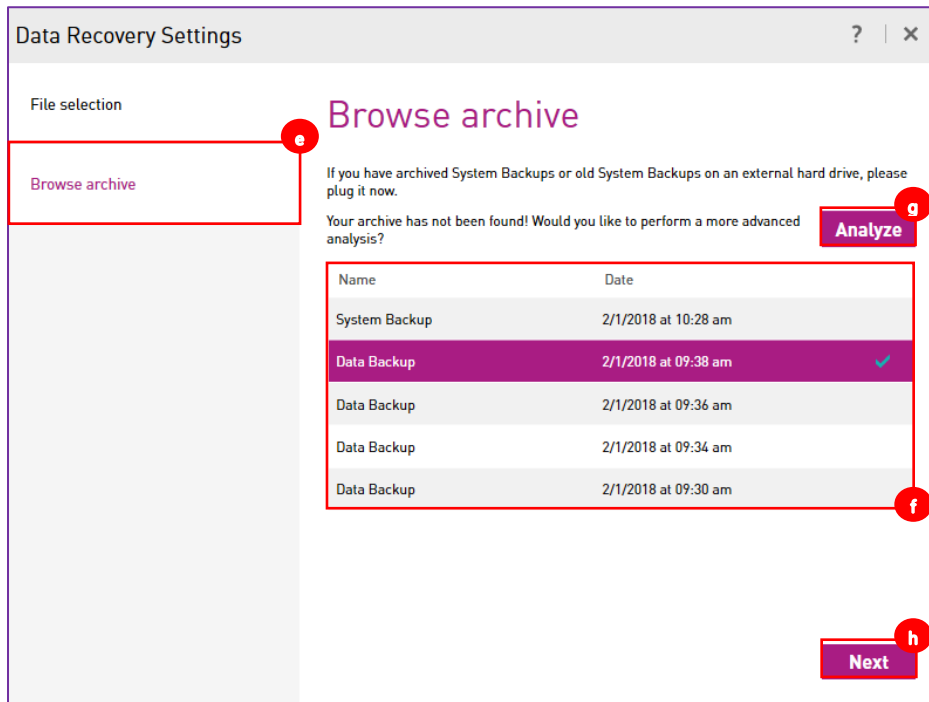 Data Recovery Settings ? ×
File selection
Browse archive
e
Browse archive
If you have archived System Backups or old System Backups on an external hard drive, please
plug it now.
g
Your archive has not been found! Would you like to perform a more advanced
analysis?
Analyze
Name Date
System Backup 2/1/2018 at 10:28 am
Data Backup 2/1/2018 at 09:38 am
Data Backup 2/1/2018 at 09:36 am
Data Backup 2/1/2018 at 09:34 am
Data Backup 2/1/2018 at 09:30 am
f
h
Next